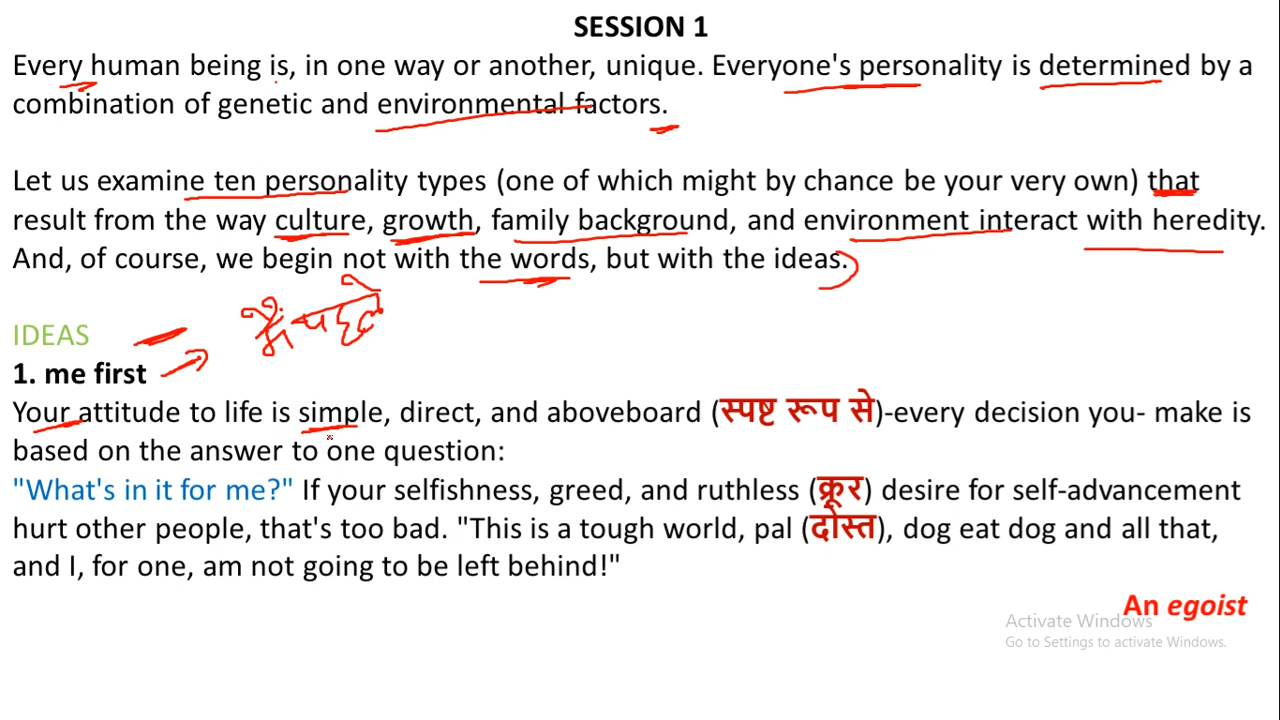 SESSION 1
Every human being is, in one way or another, unique. Everyone's personality is determined by a
combination of genetic and environmental factors.
Let us examine ten personality types (one of which might by chance be your very own) that
result from the way culture, growth, family background, and environment interact with heredity.
And, of course, we begin not with the words, but with the ideas.
मैं पहले
IDEAS
1. me first
Your attitude to life is simple, direct, and aboveboard (स्पष्ट रूप से)-every decision you- make is
based on the answer to one question:
"What's in it for me?" If your selfishness, greed, and ruthless (क्रूर) desire for self-advancement
hurt other people, that's too bad. "This is a tough world, pal (दोस्त), dog eat dog and all that,
and I, for one, am not going to be left behind!"
An egoist
Activate Windows
Go to Settings to activate Windows.